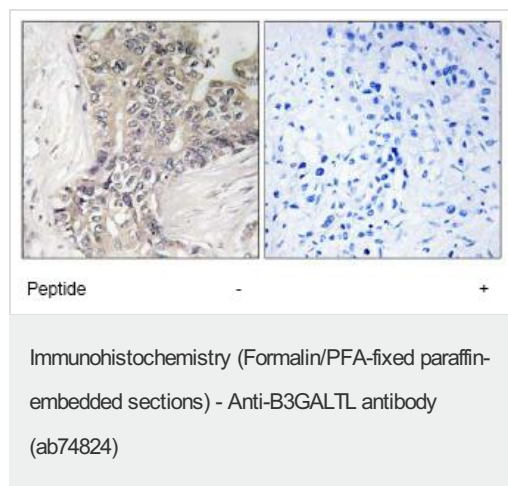 Peptide - +
Immunohistochemistry (Formalin/PFA-fixed paraffin-
embedded sections) - Anti-B3GALTL antibody
(ab74824)